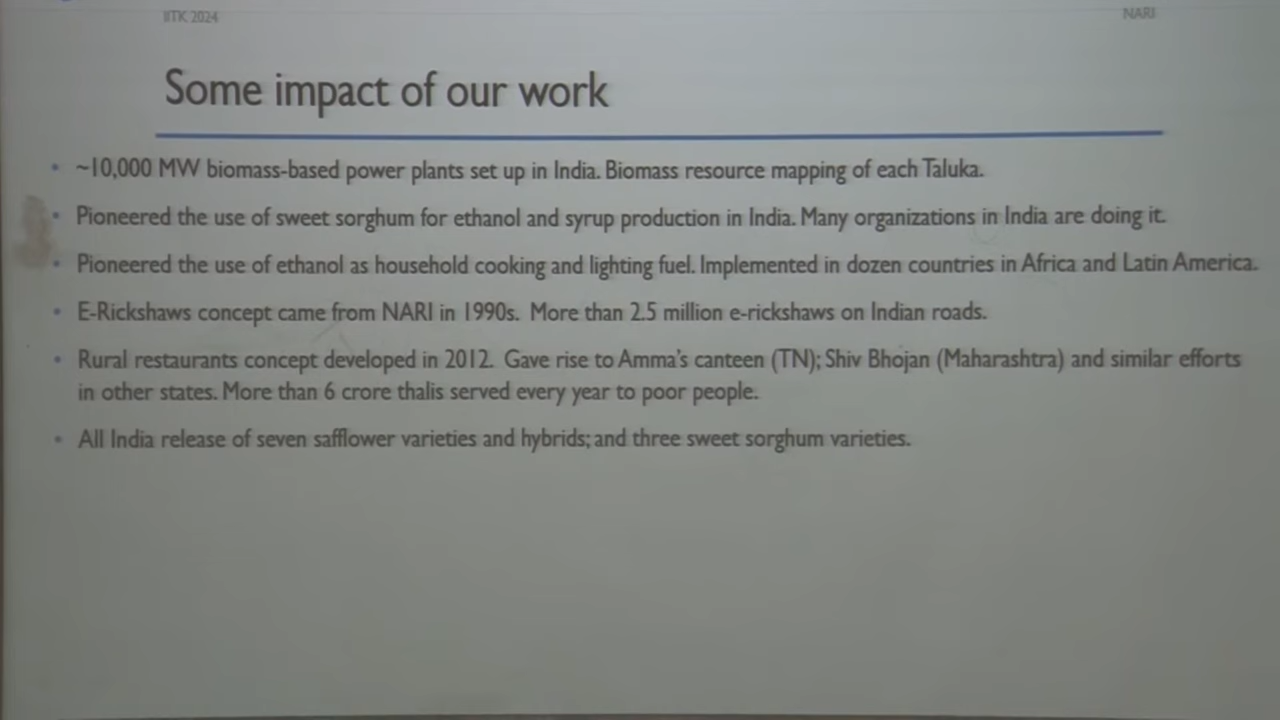 IITK 2024
NARI
Some impact of our work
• ~10,000 MW biomass-based power plants set up in India. Biomass resource mapping of each Taluka.
• Pioneered the use of sweet sorghum for ethanol and syrup production in India. Many organizations in India are doing it.
• Pioneered the use of ethanol as household cooking and lighting fuel. Implemented in dozen countries in Africa and Latin America.
• E-Rickshaws concept came from NARI in 1990s. More than 2.5 million e-rickshaws on Indian roads.
• Rural restaurants concept developed in 2012. Gave rise to Amma's canteen (TN); Shiv Bhojan (Maharashtra) and similar efforts
in other states. More than 6 crore thalis served every year to poor people.
• All India release of seven safflower varieties and hybrids; and three sweet sorghum varieties.